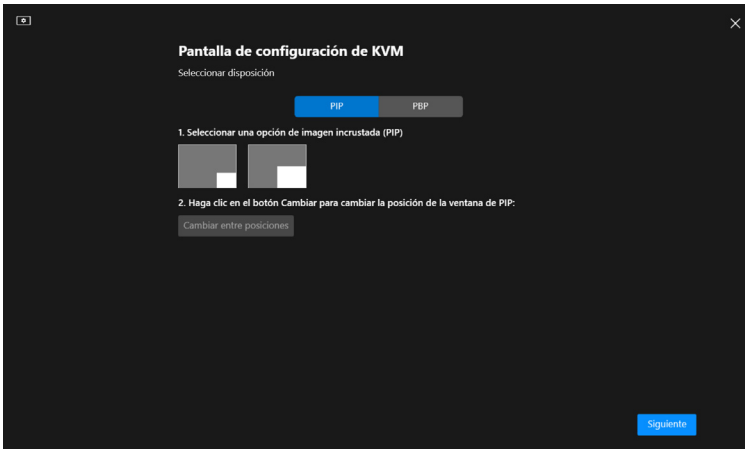 Pantalla de configuración de KVM
Seleccionar disposición
PIP
PBP
1. Seleccionar una opción de imagen incrustada (PIP)
2. Haga clic en el botón Cambiar para cambiar la posición de la ventana de PIP:
Cambiar entre posiciones
Siguiente